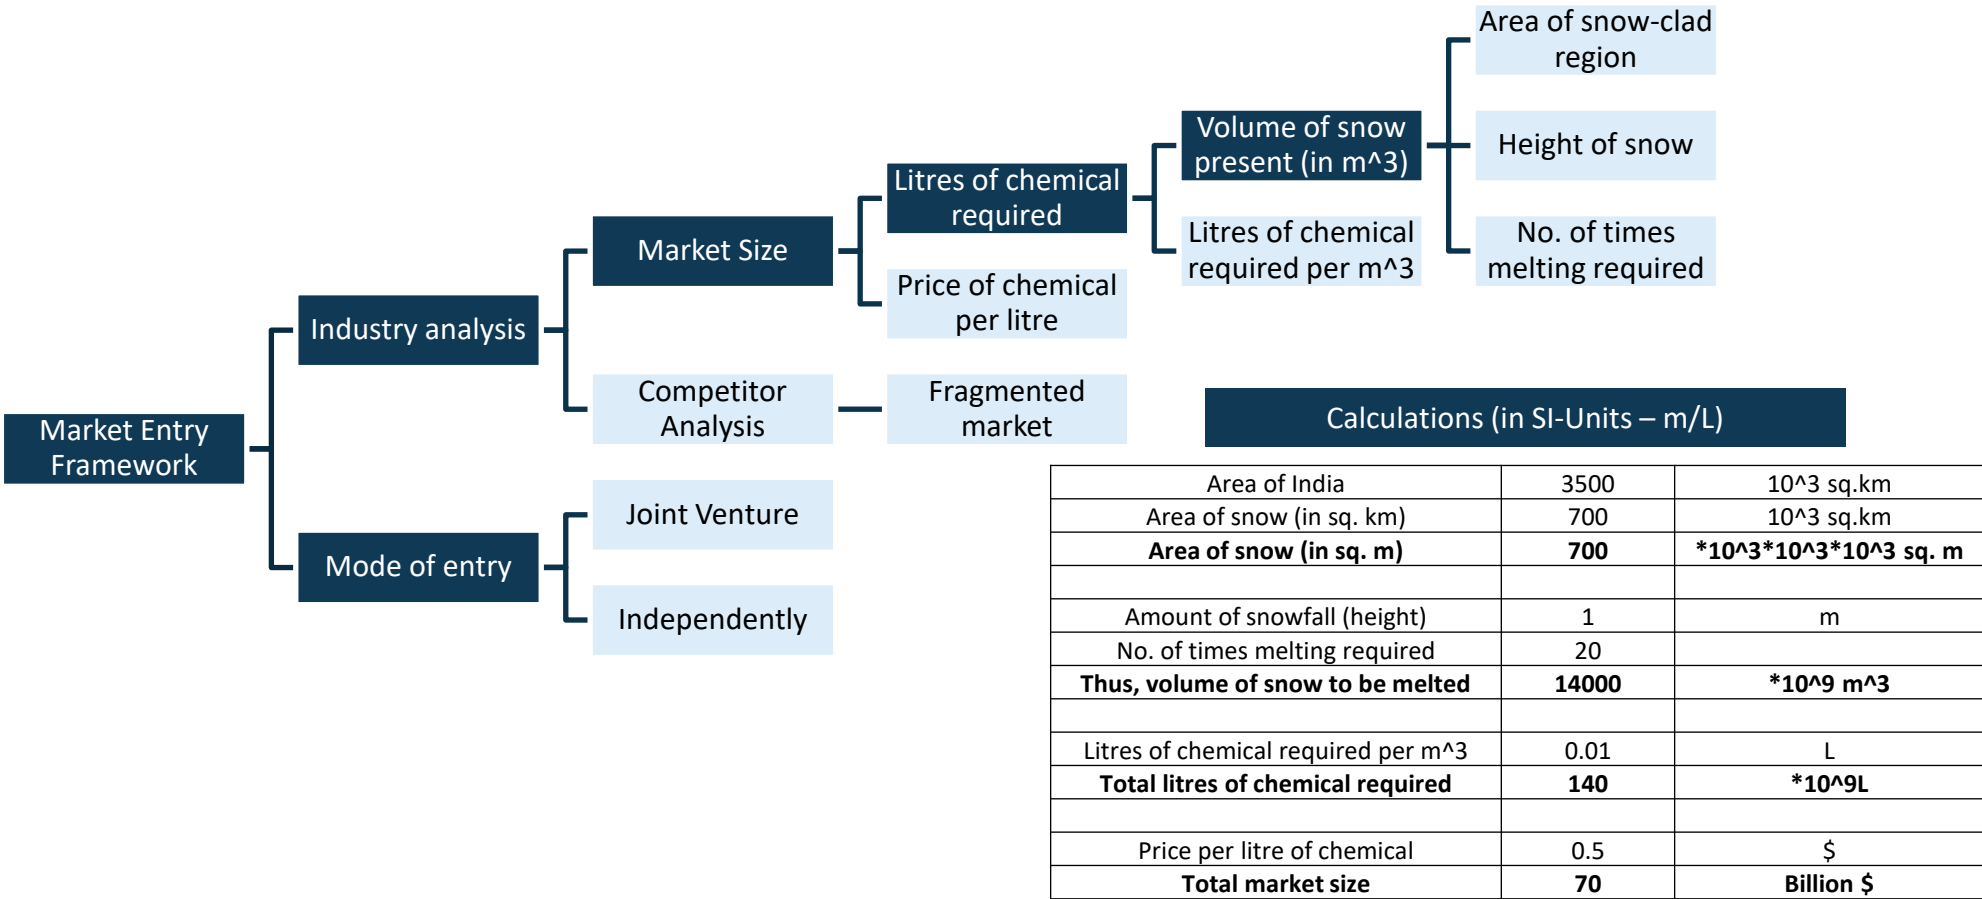 Market Entry
Framework
Industry analysis
Mode of entry
Market Size
Competitor
Analysis
Joint Venture
Independently
Litres of chemical
required
Price of chemical
per litre
Fragmented
market
Volume of snow
present (in m^3)
Litres of chemical
required per m^3
Area of snow-clad
region
Height of snow
No. of times
melting required
Calculations (in SI-Units – m/L)
Area of India 3500 10^3 sq.km
Area of snow (in sq. km) 700 10^3 sq.km
Area of snow (in sq. m) 700 *10^3*10^3*10^3 sq. m
Amount of snowfall (height) 1 m
No. of times melting required 20
Thus, volume of snow to be melted 14000 *10^9 m^3
Litres of chemical required per m^3 0.01 L
Total litres of chemical required 140 *10^9L
Price per litre of chemical 0.5 $
Total market size 70 Billion $